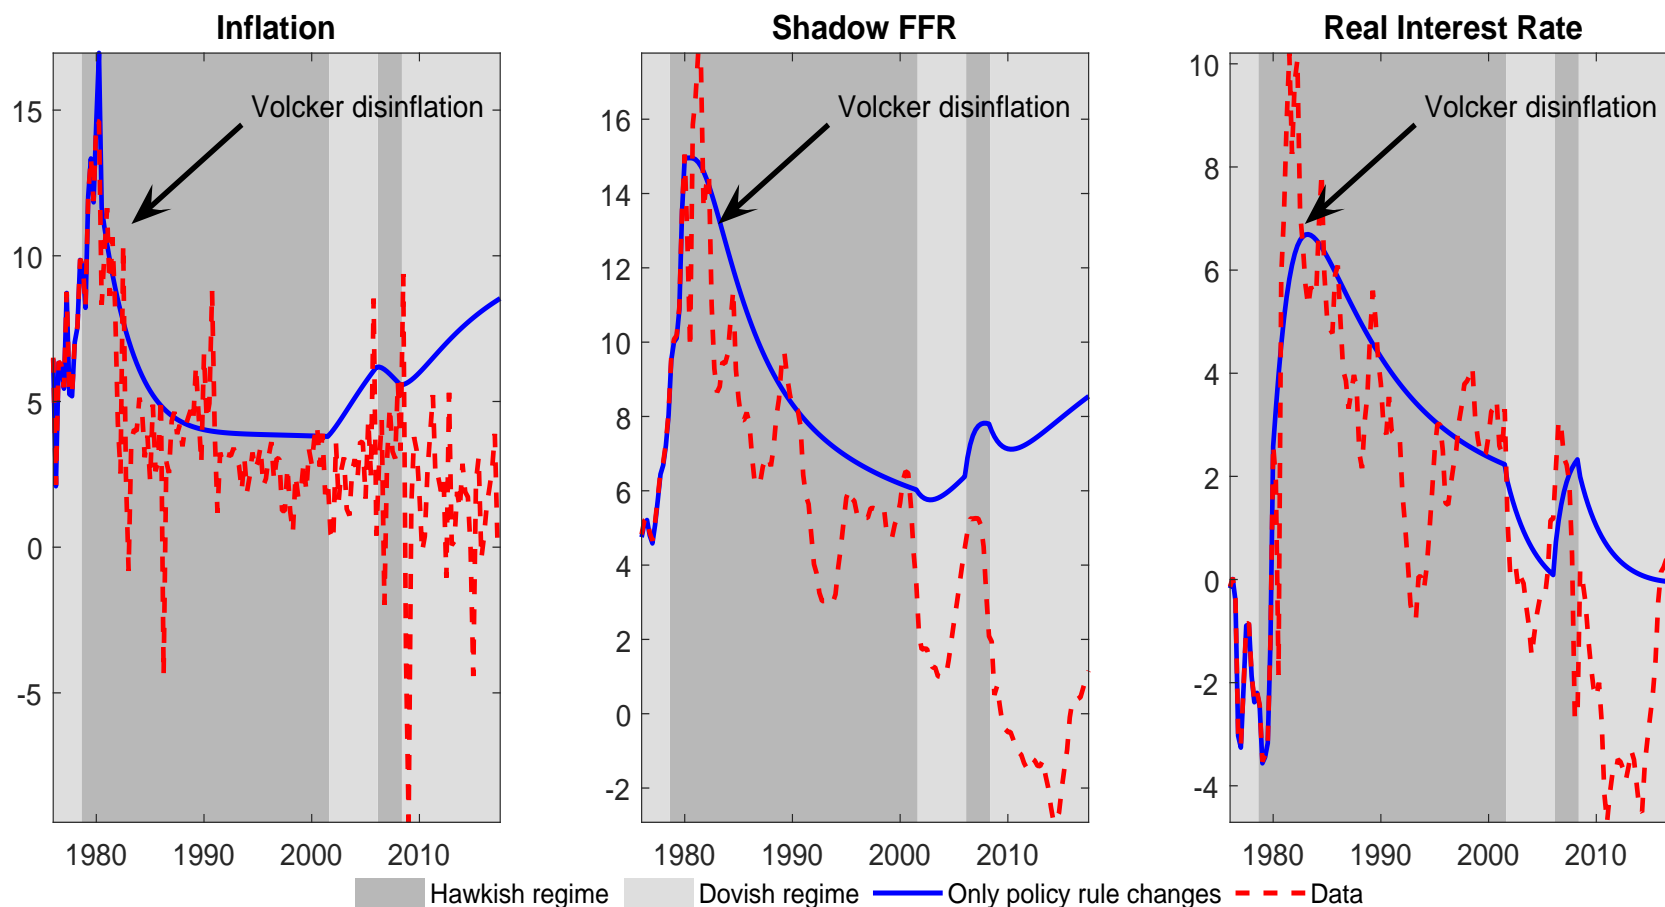 Inflation
Shadow FFR
Real Interest Rate
Volcker disinflation
Volcker disinflation
Volcker disinflation
15
10
5
0
-5
16
14
12
10
8
6
4
2
0
-2
10
8
6
4
2
0
-2
-4
1980 1990 2000 2010
1980 1990 2000 2010
1980 1990 2000 2010
Hawkish regime Dovish regime Only policy rule changes Data